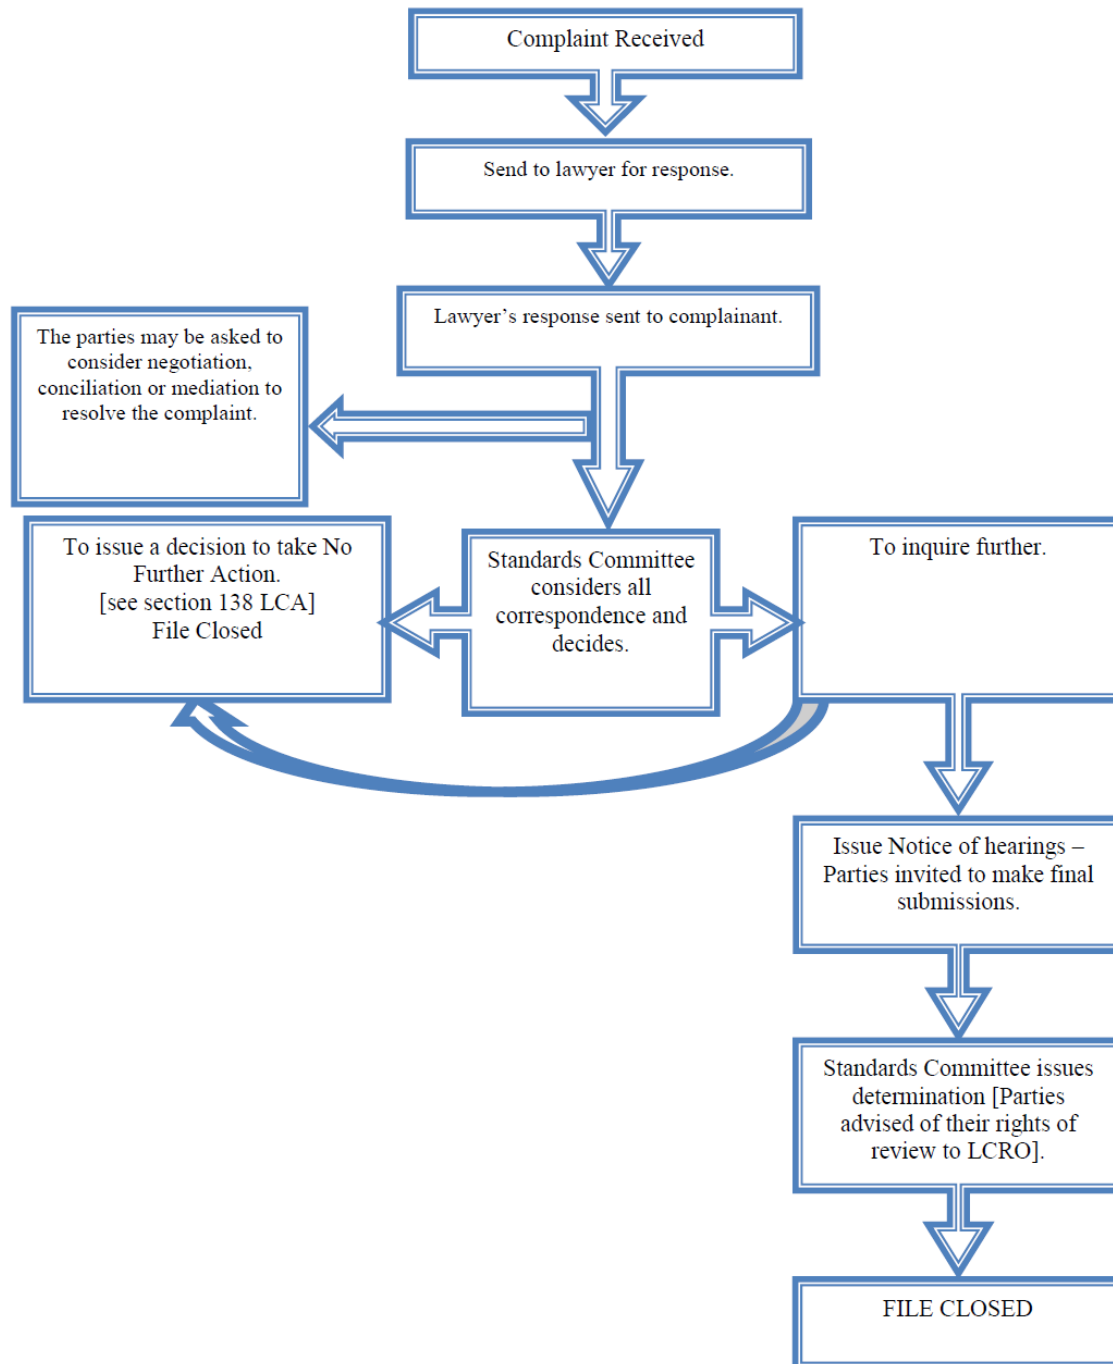 Complaint Received
Send to lawyer for response.
Lawyer’s response sent to complainant.
The parties may be asked to
consider negotiation,
conciliation or mediation to
resolve the complaint.
To issue a decision to take No
Further Action.
[see section 138 LCA]
File Closed
Standards Committee
considers all
correspondence and
decides.
To inquire further.
Issue Notice of hearings –
Parties invited to make final
submissions.
Standards Committee issues
determination [Parties
advised of their rights of
review to LCRO].
FILE CLOSED